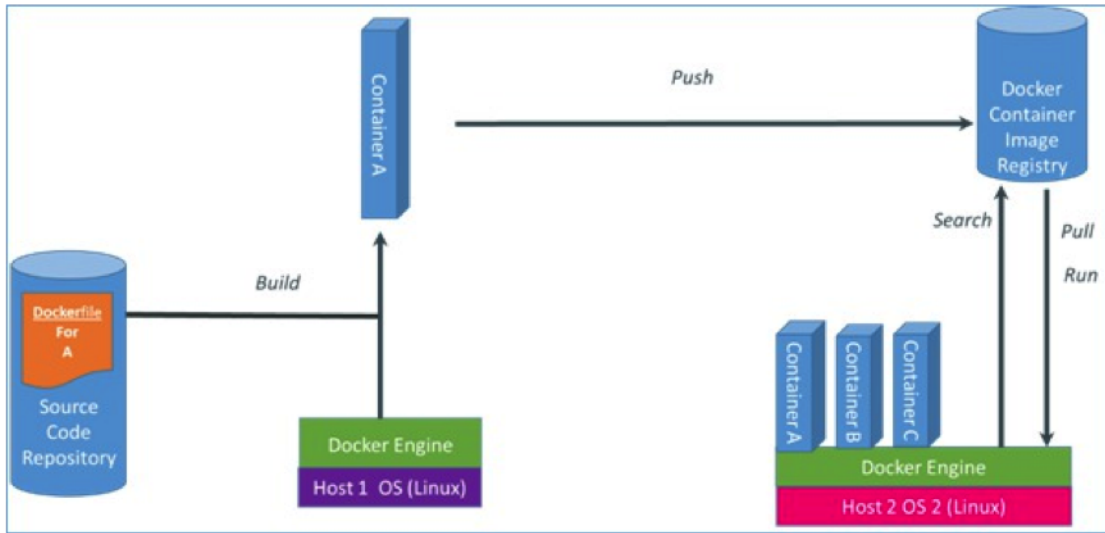 Container A
Push
Docker
Container
Image
Registry
Search
Pull
Run
Build
Dockerfile
For
A
Source
Code
Repository
Docker Engine
Host 1 OS (Linux)
Container A
Container B
Container C
Docker Engine
Host 2 OS 2 (Linux)